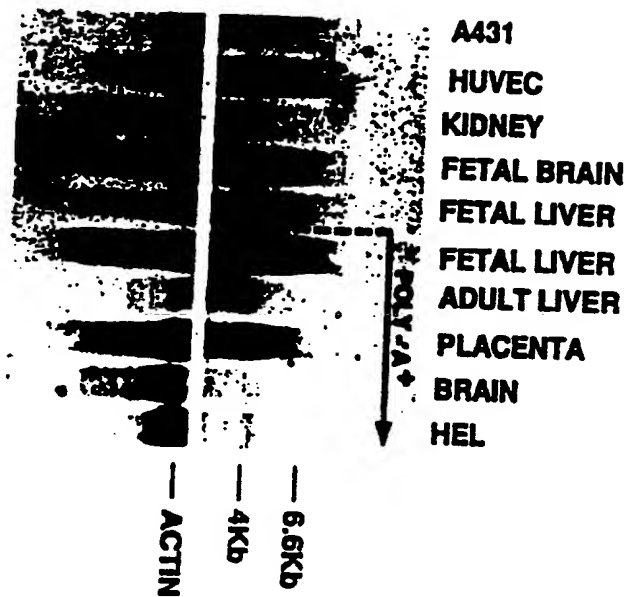 A431
HUVEC
KIDNEY
FETAL BRAIN
FETAL LIVER
FETAL LIVER
ADULT LIVER
PLACENTA
BRAIN
HEL
POLY-A+
ACTIN
4Kb
6.6Kb